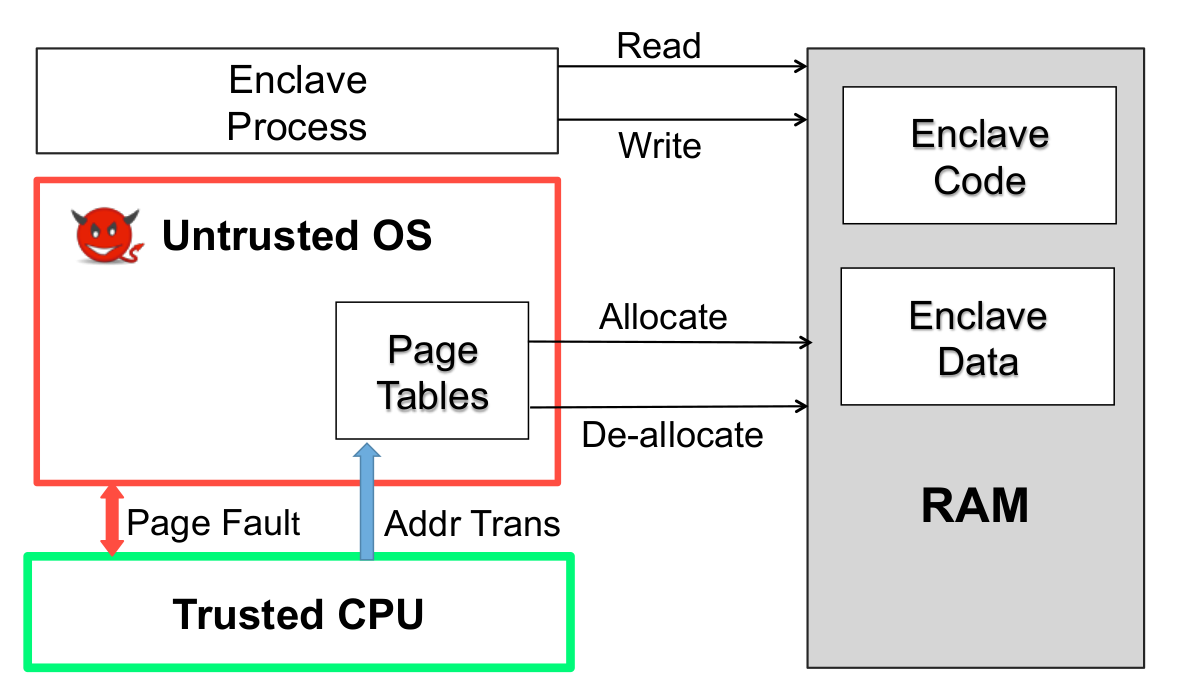 Read
Enclave
Process
Write
Enclave
Code
Untrusted OS
Allocate
Enclave
Data
Page
Tables
De-allocate
RAM
Page Fault
Addr Trans
Trusted CPU